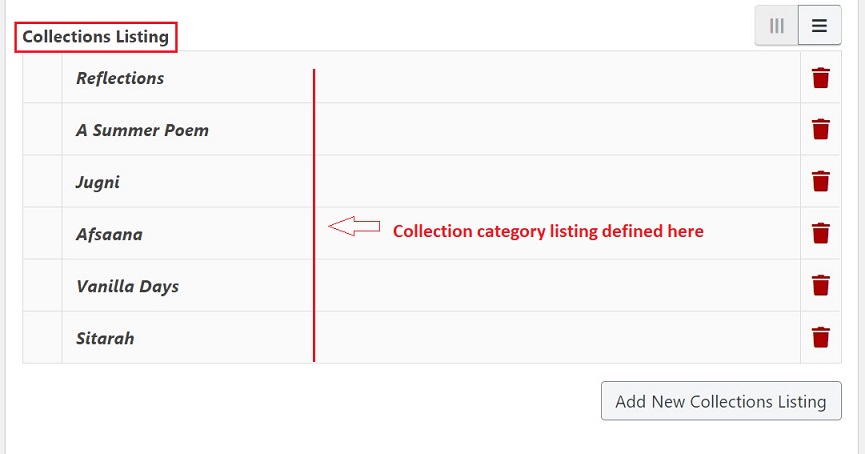 Collections Listing
Reflections
A Summer Poem
Jugni
Afsaana
Collection category listing defined here
Vanilla Days
Sitarah
Add New Collections Listing